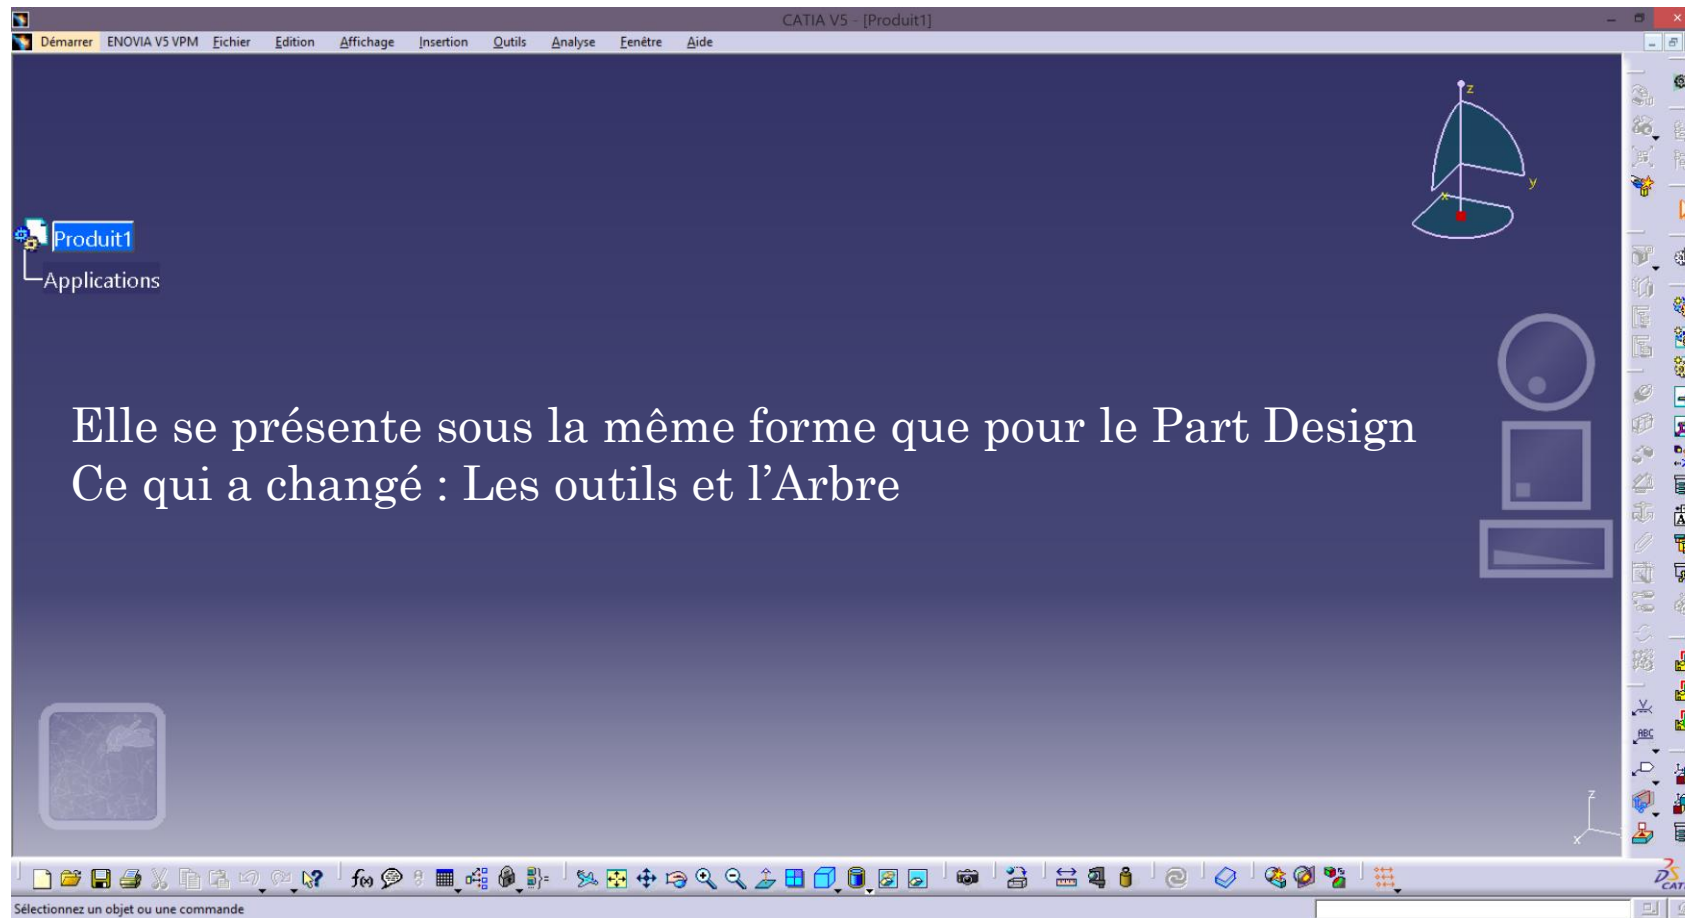 CATIA V5 - [Produit1]
Démarrer ENOVIA V5 VPM Fichier Edition Affichage Insertion Outils Analyse Fenêtre Aide
z
y
x
Produit1
Applications
Elle se présente sous la même forme que pour le Part Design
Ce qui a changé : Les outils et l’Arbre
ABC
z
x
f(x)
Sélectionnez un objet ou une commande